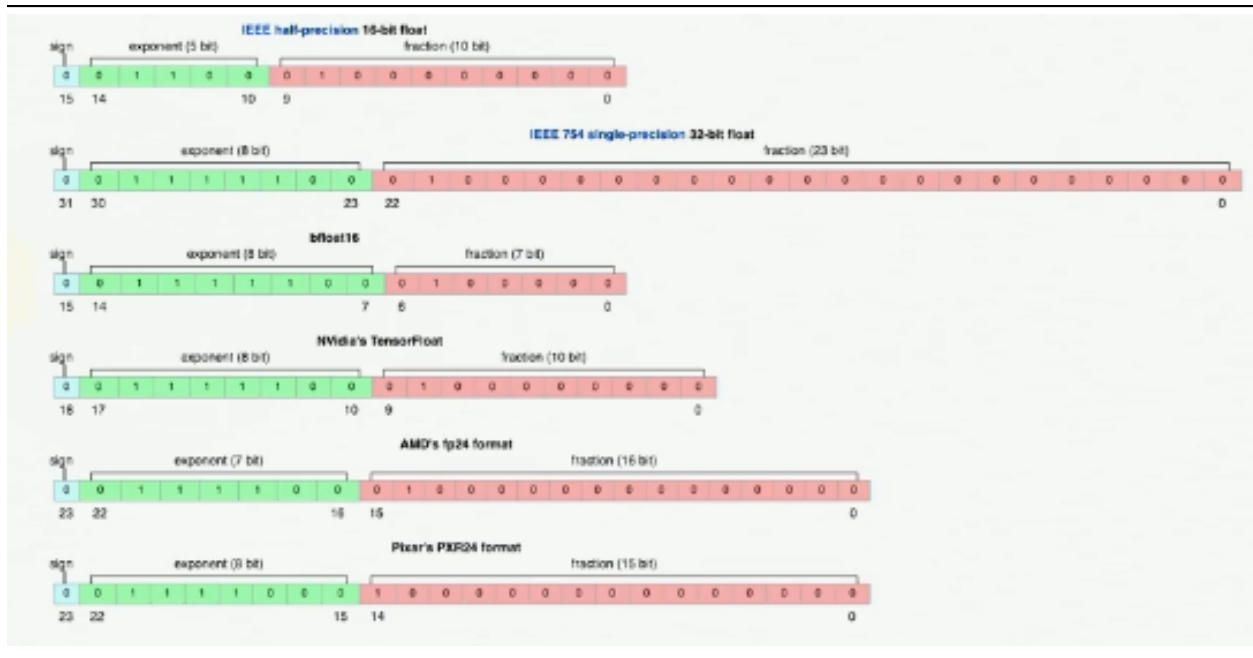 IEEE half-precision 16-bit float
sign exponent (5 bit) fraction (10 bit)
0 0 1 1 0 0 0 1 0 0 0 0 0 0 0 0
15 14 10 9 0
IEEE 754 single-precision 32-bit float
sign exponent (8 bit) fraction (23 bit)
0 0 1 1 1 1 1 0 0 0 1 0 0 0 0 0 0 0 0 0 0 0 0 0 0 0 0 0 0 0 0 0
31 30 23 22 0
bfloat16
sign exponent (8 bit) fraction (7 bit)
0 0 1 1 1 1 1 0 0 0 1 0 0 0 0 0
15 14 7 6 0
NVidia's TensorFloat
sign exponent (8 bit) fraction (10 bit)
0 0 1 1 1 1 1 0 0 0 1 0 0 0 0 0 0 0 0
18 17 10 9 0
AMD's fp24 format
sign exponent (7 bit) fraction (16 bit)
0 0 1 1 1 1 0 0 0 1 0 0 0 0 0 0 0 0 0 0 0 0 0 0
23 22 16 15 0
Pixar's PXR24 format
sign exponent (8 bit) fraction (15 bit)
0 0 1 1 1 1 0 0 0 1 0 0 0 0 0 0 0 0 0 0 0 0 0 0
23 22 15 14 0